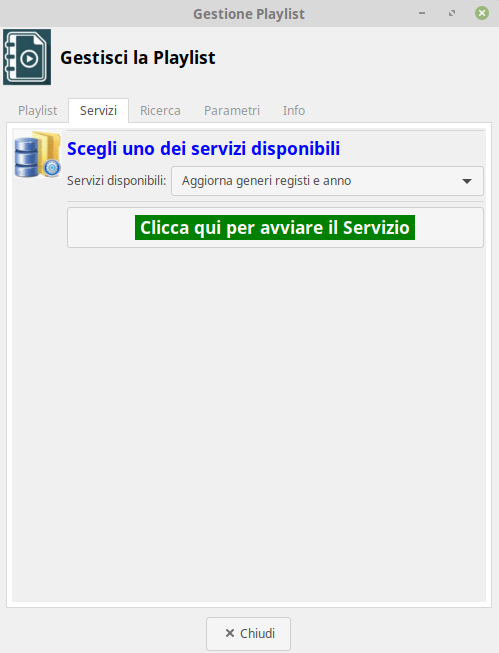 Gestione Playlist
Gestisci la Playlist
Playlist Servizi Ricerca Parametri Info
Scegli uno dei servizi disponibili
Servizi disponibili: Aggiorna generi registi e anno
Clicca qui per avviare il Servizio
Chiudi